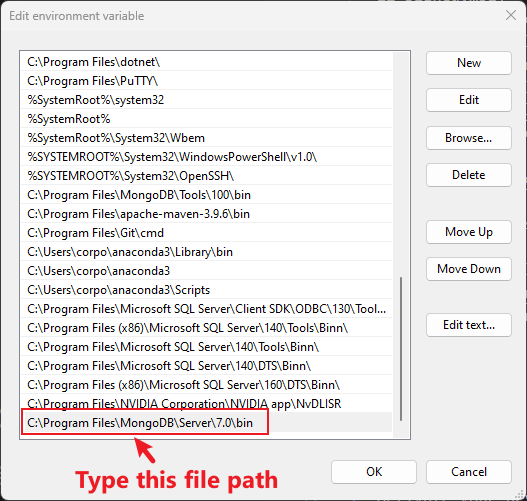 Edit environment variable
C:\Program Files\dotnet\
C:\Program Files\PuTTY\
%SystemRoot%\system32
%SystemRoot%
%SystemRoot%\System32\Wbem
%SYSTEMROOT%\System32\WindowsPowerShell\v1.0\
%SYSTEMROOT%\System32\OpenSSH\
C:\Program Files\MongoDB\Tools\100\bin
C:\Program Files\apache-maven-3.9.6\bin
C:\Program Files\Git\cmd
C:\Users\corpo\anaconda3\Library\bin
C:\Users\corpo\anaconda3
C:\Users\corpo\anaconda3\Scripts
C:\Program Files\Microsoft SQL Server\Client SDK\ODBC\130\Tool...
C:\Program Files (x86)\Microsoft SQL Server\140\Tools\Binn\
C:\Program Files\Microsoft SQL Server\140\Tools\Binn\
C:\Program Files\Microsoft SQL Server\140\DTS\Binn\
C:\Program Files (x86)\Microsoft SQL Server\160\DTS\Binn\
C:\Program Files\NVIDIA Corporation\NVIDIA app\NvDLISR
C:\Program Files\MongoDB\Server\7.0\bin
New
Edit
Browse...
Delete
Move Up
Move Down
Edit text...
Type this file path
OK
Cancel